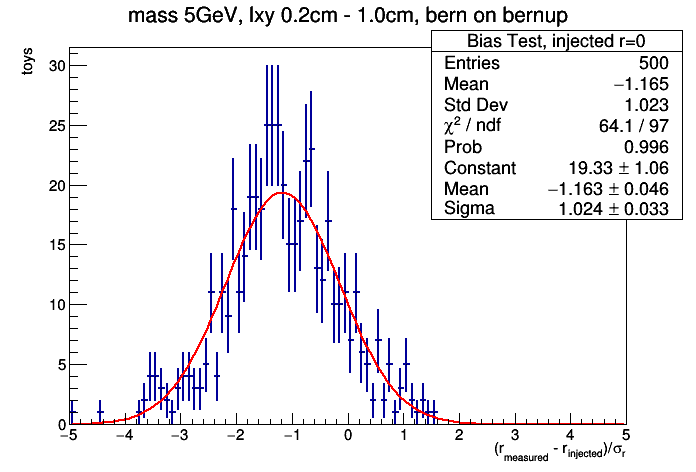 mass 5GeV, lxy 0.2cm - 1.0cm, bern on bernup
toys
Bias Test, injected r=0
Entries 500
Mean −1.165
Std Dev 1.023
χ² / ndf 64.1 / 97
Prob 0.996
Constant 19.33 ± 1.06
Mean −1.163 ± 0.046
Sigma 1.024 ± 0.033
30
25
20
15
10
5
0
−5 −4 −3 −2 −1 0 1 2 3 4 5
(r_measured - r_injected)/σ_r